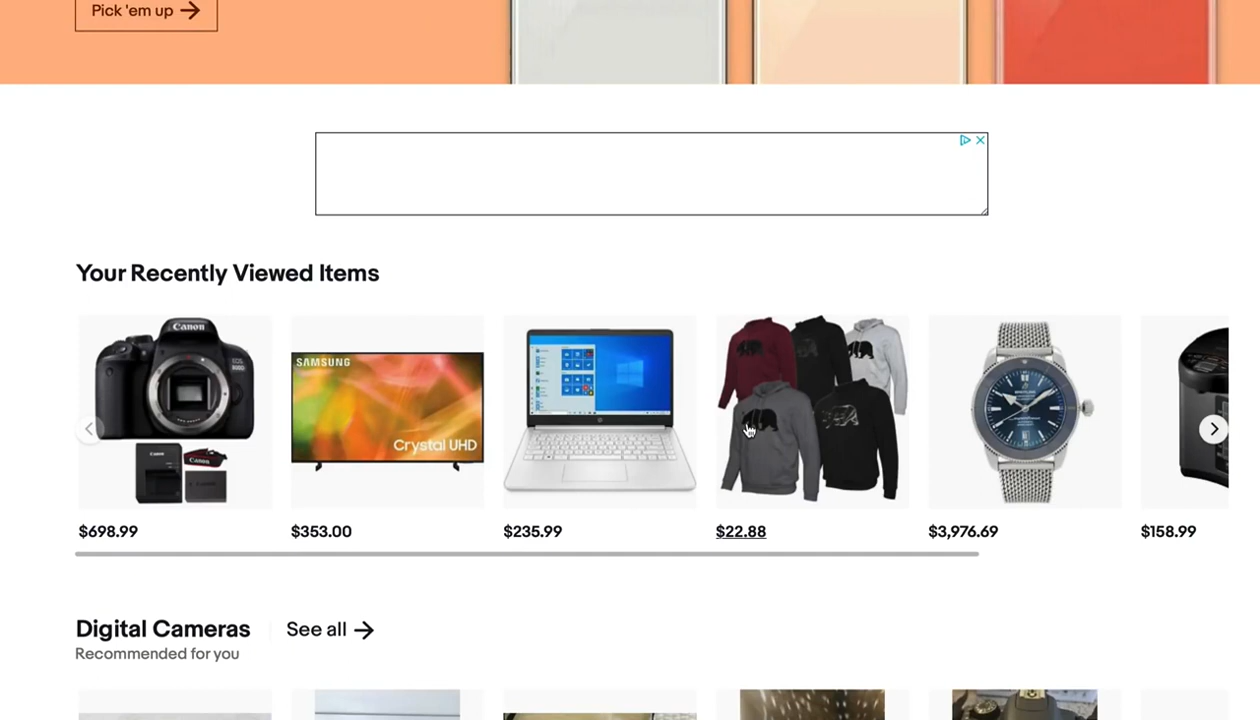 Pick 'em up
Your Recently Viewed Items
Canon
SAMSUNG
Crystal UHD
$698.99
$353.00
$235.99
$22.88
$3,976.69
$158.99
Digital Cameras
See all
Recommended for you